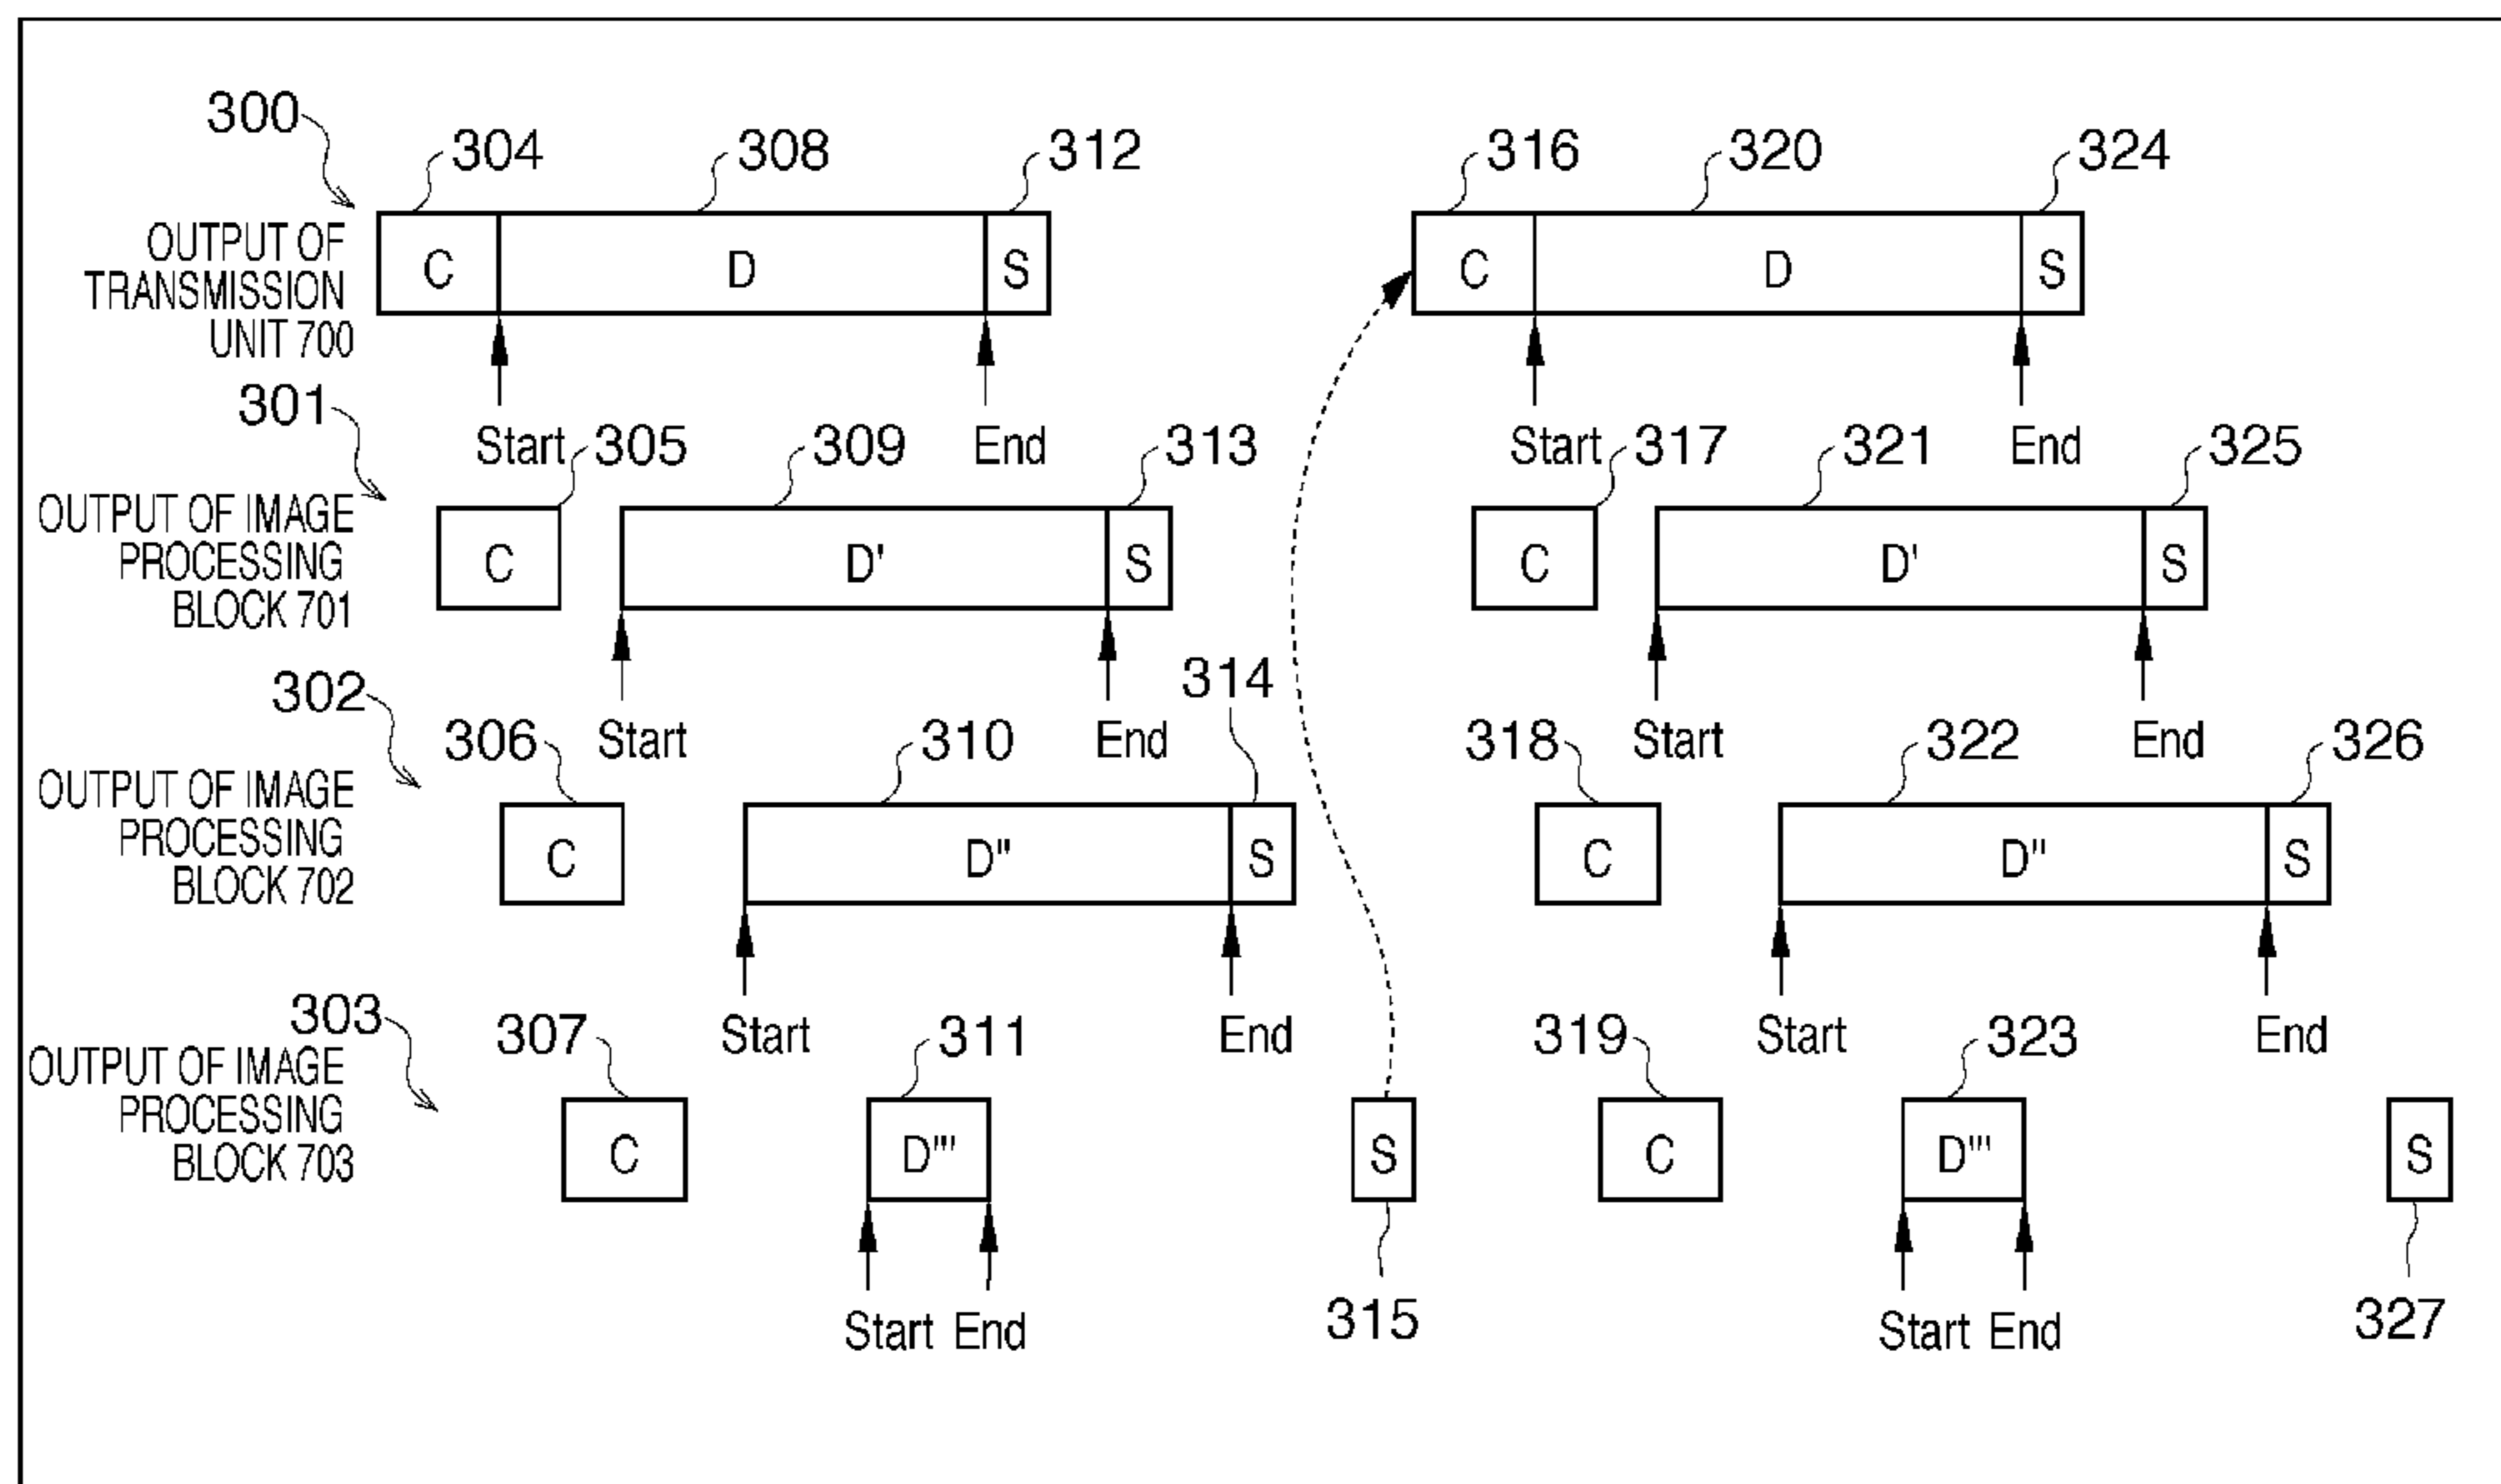 300
304 308 312 316 320 324
OUTPUT OF
TRANSMISSION
UNIT 700
C D S C D S
301
Start 305 309 End 313 Start 317 321 End 325
OUTPUT OF IMAGE
PROCESSING
BLOCK 701
C D' S C D' S
302
306 Start 310 End 314 318 Start 322 End 326
OUTPUT OF IMAGE
PROCESSING
BLOCK 702
C D" S C D" S
303
307 Start 311 End 319 Start 323 End
OUTPUT OF IMAGE
PROCESSING
BLOCK 703
C D"" S C D"' S
Start End 315 Start End 327